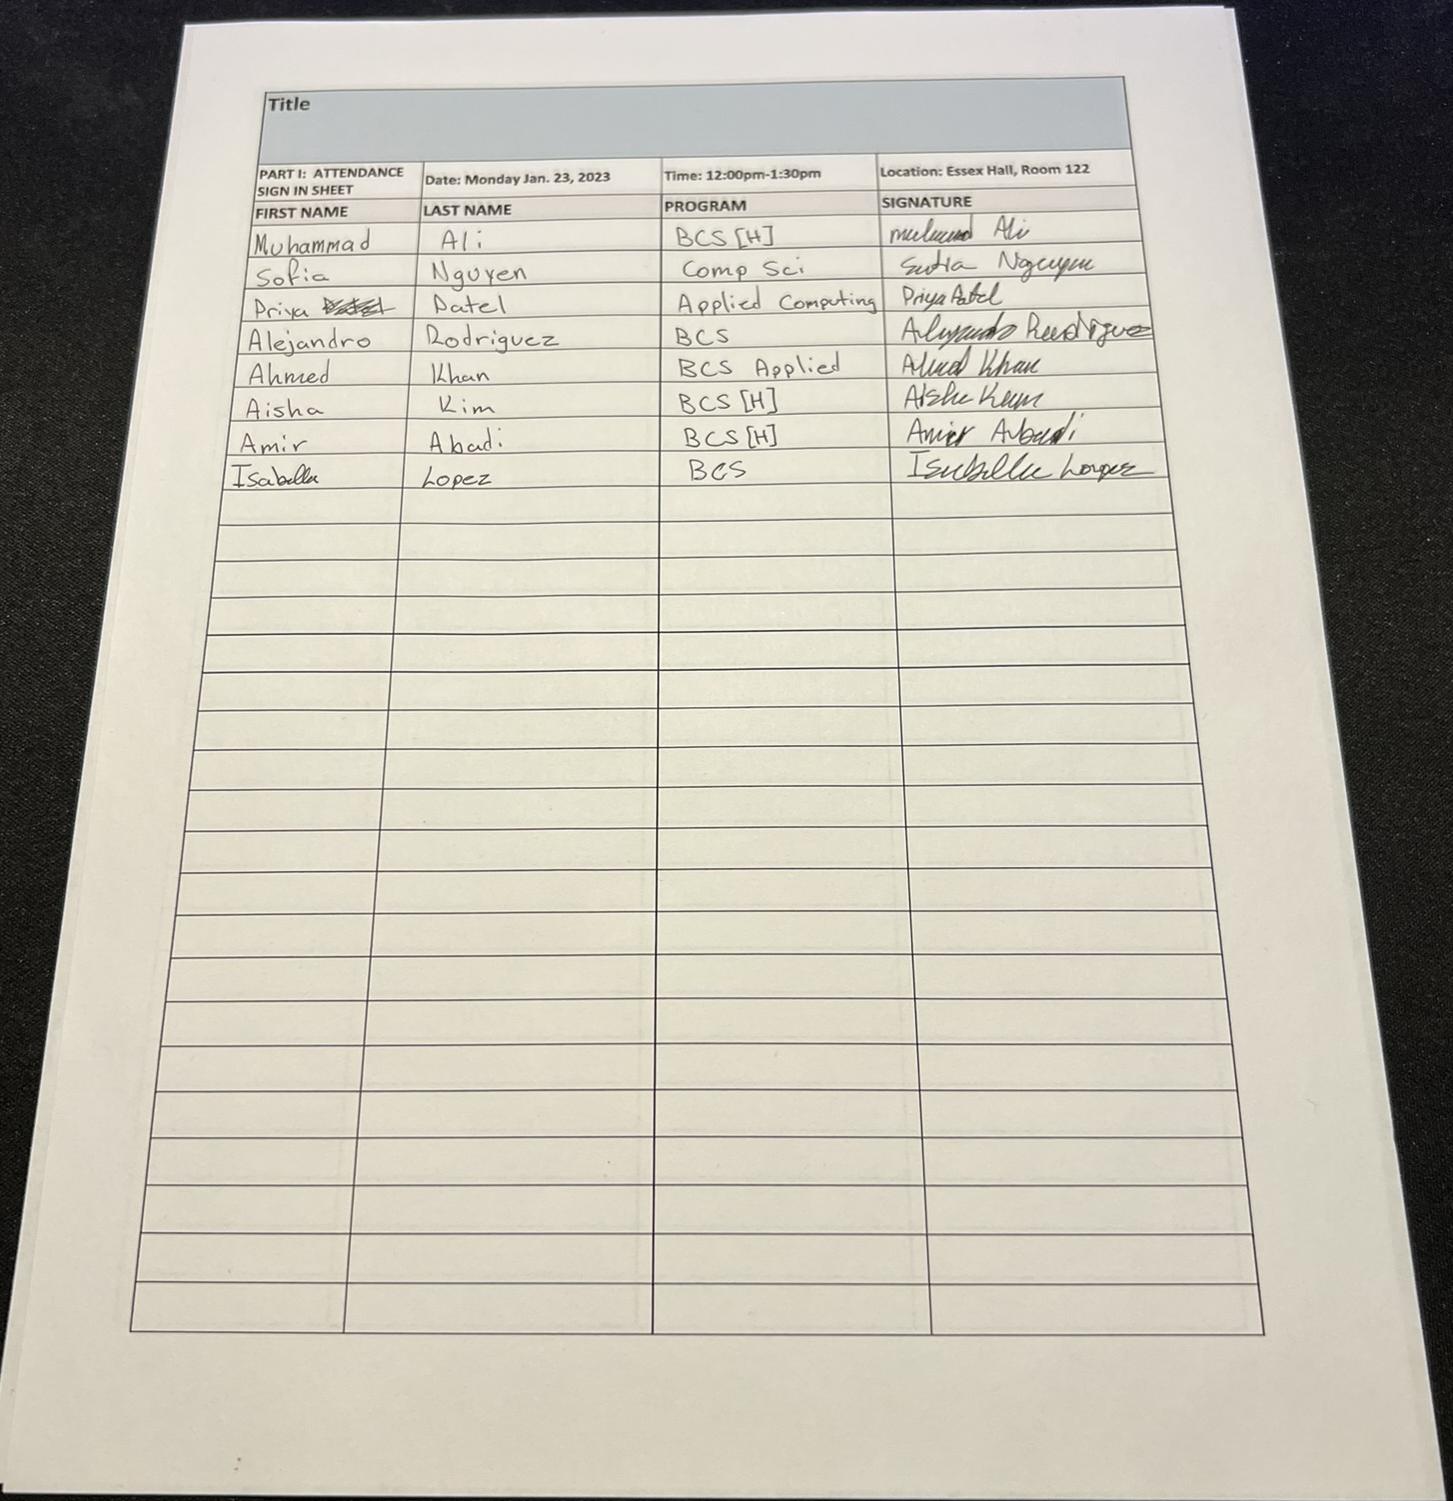 Title
PART I: ATTENDANCE SIGN IN SHEET Date: Monday Jan. 23, 2023 Time: 12:00pm-1:30pm Location: Essex Hall, Room 122
FIRST NAME LAST NAME PROGRAM SIGNATURE
Muhammad Ali BCS [H] Ali
Sofia Nguyen Comp Sci Nguyen
Priya Patel Applied Computing Priya Patel
Alejandro Rodriguez BCS Alejandro Rodriguez
Ahmed Khan BCS Applied Ahmed Khan
Aisha Kim BCS [H] Aisha Kim
Amir Abadi BCS [H] Amir Abadi
Isabella Lopez BCS Isabella Lopez